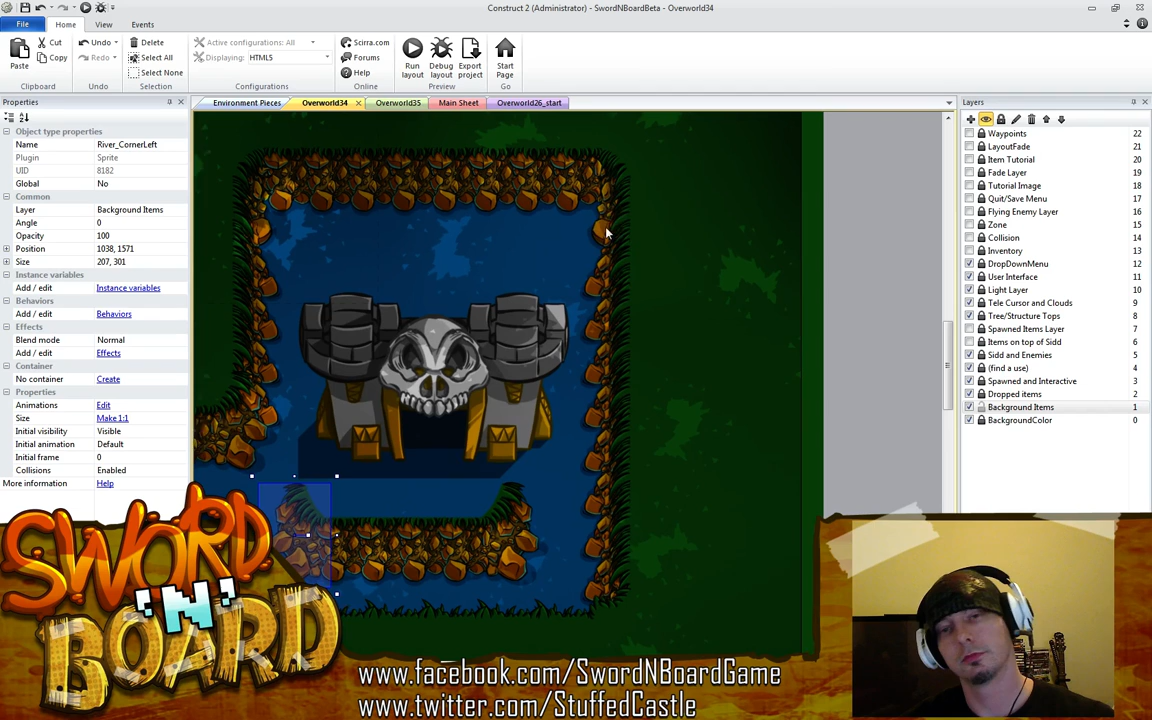 Construct 2 (Administrator) - SwordNBoardBeta - Overworld34
File Home View Events
Paste Cut Copy Undo Redo Delete Select All Select None
Active configurations: All
Displaying: HTML5
Scirra.com Forums Help
Run layout Debug layout Export project Start Page
Clipboard Undo Selection Configurations Online Preview Go
Properties
Environment Pieces Overworld34 Overworld35 Main Sheet Overworld26_start
Layers
Object type properties
Name River_CornerLeft
Plugin Sprite
UID 8182
Global No
Common
Layer Background Items
Angle 0
Opacity 100
Position 1038, 1571
Size 207, 301
Instance variables
Add / edit Instance variables
Behaviors
Add / edit Behaviors
Effects
Blend mode Normal
Add / edit Effects
Container
No container Create
Properties
Animations Edit
Size Make 1:1
Initial visibility Visible
Initial animation Default
Initial frame 0
Collisions Enabled
More information Help
Waypoints 22
LayoutFade 21
Item Tutorial 20
Fade Layer 19
Tutorial Image 18
Quit/Save Menu 17
Flying Enemy Layer 16
Zone 15
Collision 14
Inventory 13
DropDownMenu 12
User Interface 11
Light Layer 10
Tele Cursor and Clouds 9
Tree/Structure Tops 8
Spawned Items Layer 7
Items on top of Sidd 6
Sidd and Enemies 5
(find a use) 4
Spawned and Interactive 3
Dropped items 2
Background Items 1
BackgroundColor 0
SWORD
'N'
BOARD
www.facebook.com/SwordNBoardGame
www.twitter.com/StuffedCastle